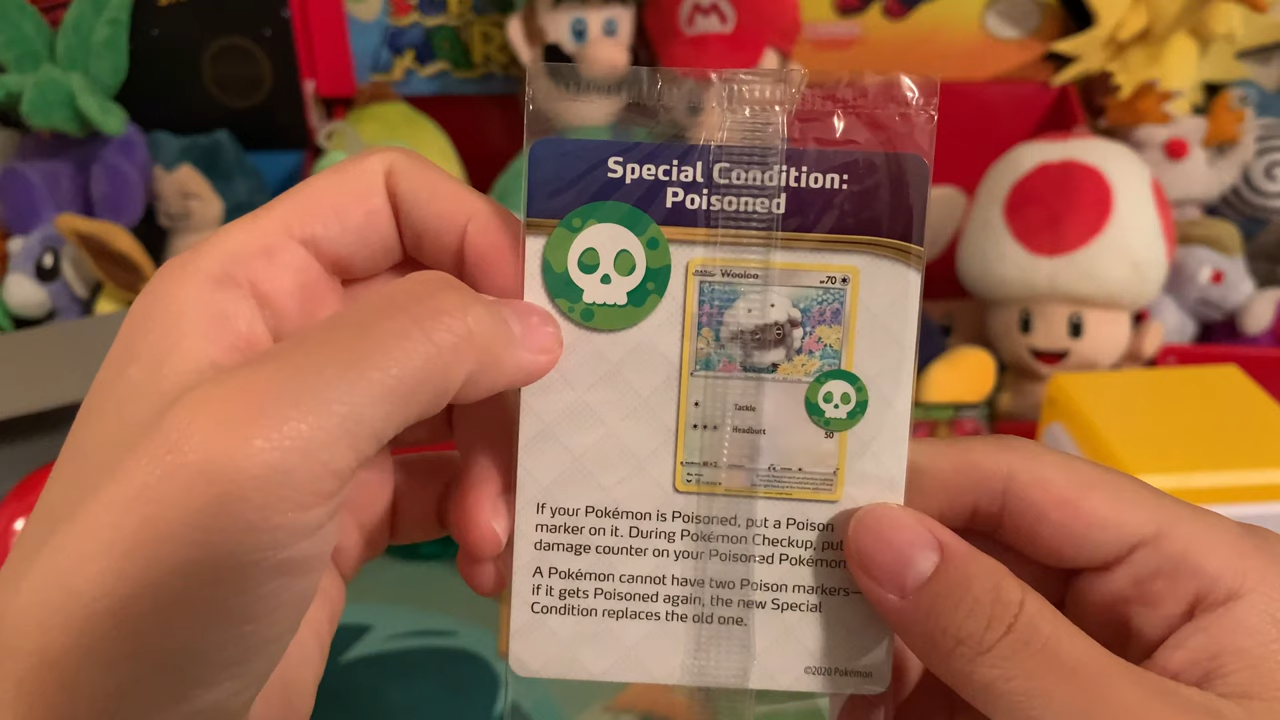 Special Condition:
Poisoned
BASIC Wooloo HP 70
Tackle
Headbutt 50
If your Pokémon is Poisoned, put a Poison
marker on it. During Pokémon Checkup, put
damage counter on your Poisoned Pokémon
A Pokémon cannot have two Poison markers—
if it gets Poisoned again, the new Special
Condition replaces the old one.
©2020 Pokémon
M